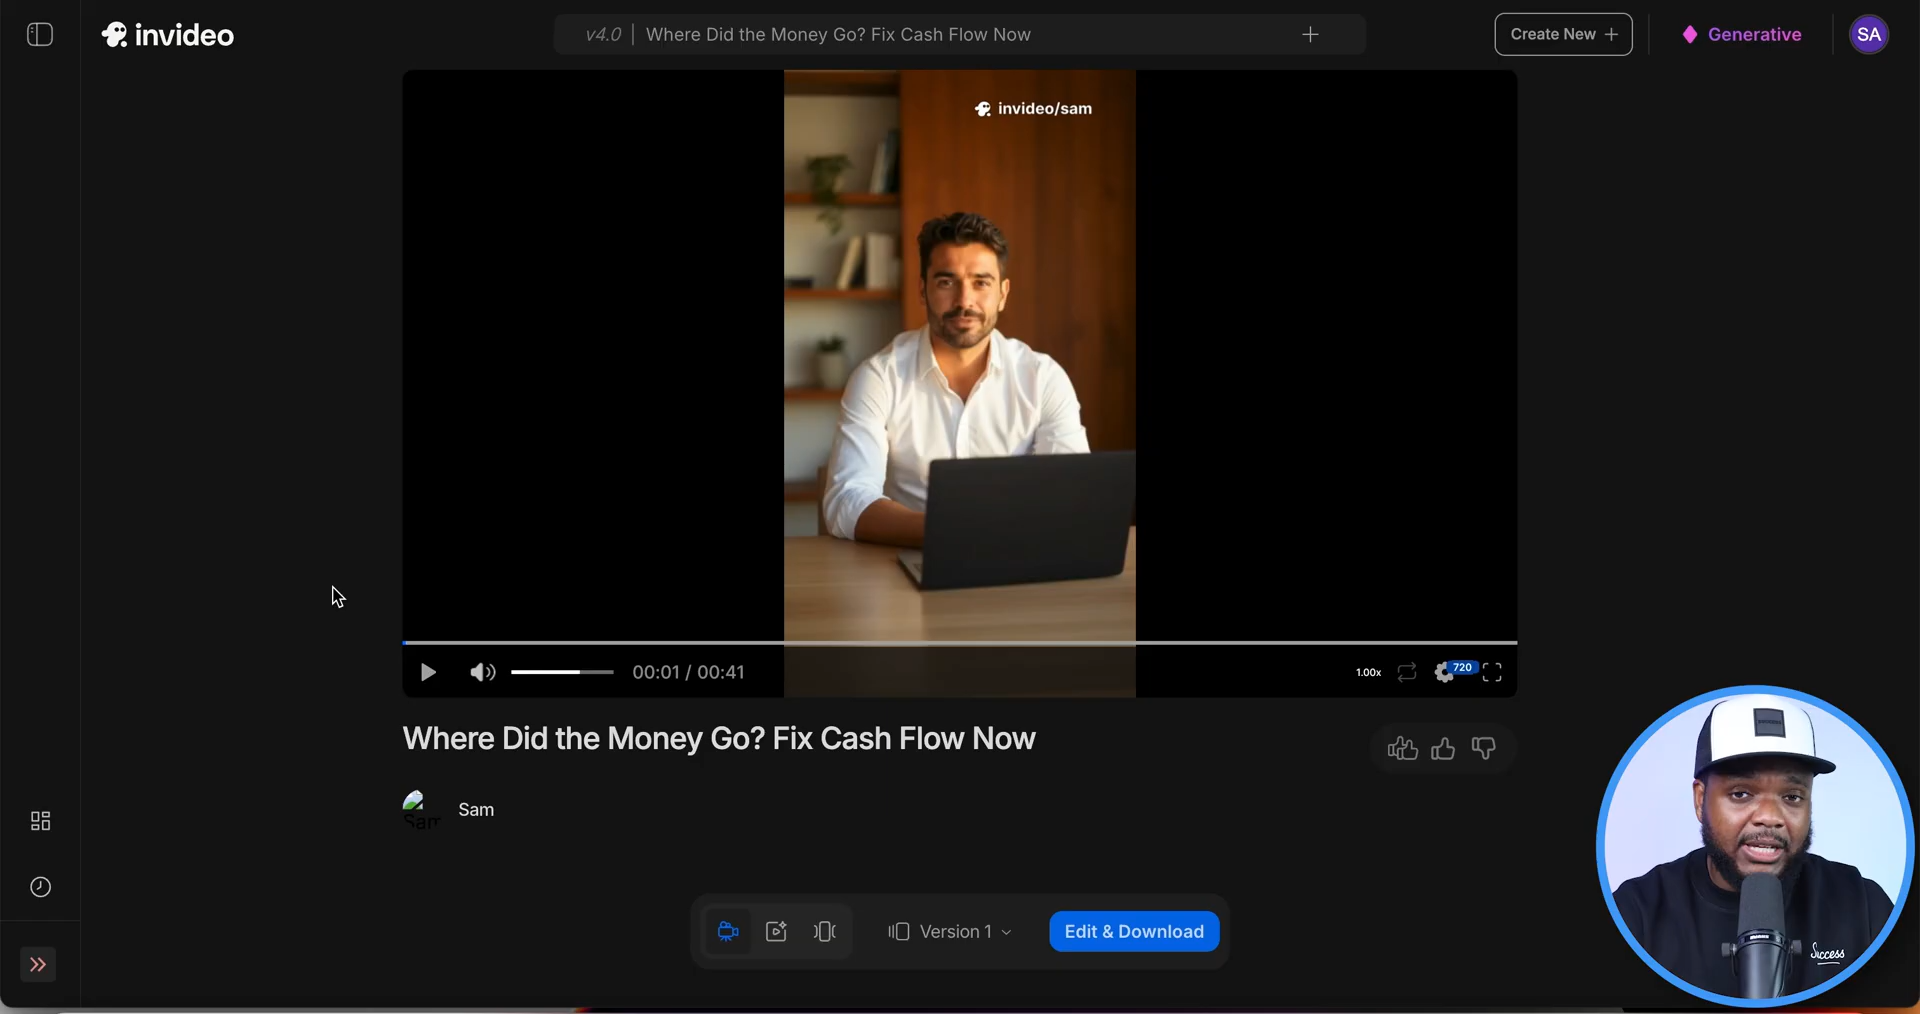 invideo
v4.0 | Where Did the Money Go? Fix Cash Flow Now
Create New
Generative
SA
invideo/sam
00:01 / 00:41
1.00x
720
Where Did the Money Go? Fix Cash Flow Now
Sam
Sam
Version 1
Edit & Download
Success